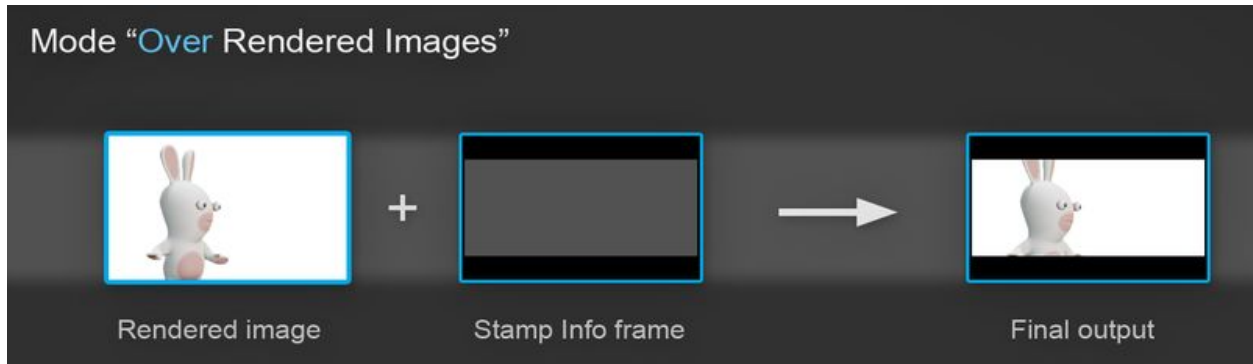 Mode “Over Rendered Images”
+
Rendered image
Stamp Info frame
Final output